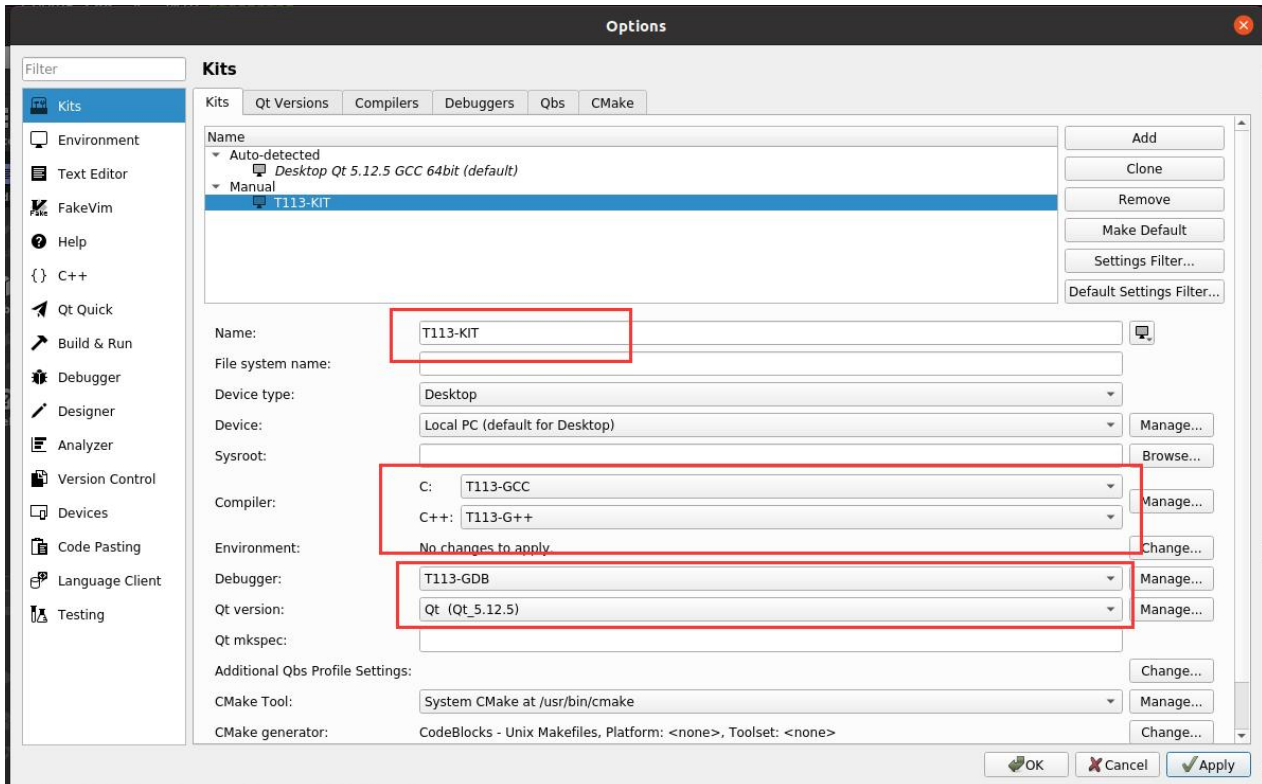 Options
Filter
Kits
Environment
Text Editor
FakeVim
Help
C++
Qt Quick
Build & Run
Debugger
Designer
Analyzer
Version Control
Devices
Code Pasting
Language Client
Testing
Kits
Kits Qt Versions Compilers Debuggers Qbs CMake
Name
Auto-detected
Desktop Qt 5.12.5 GCC 64bit (default)
Manual
T113-KIT
Add
Clone
Remove
Make Default
Settings Filter...
Default Settings Filter...
Name: T113-KIT
File system name:
Device type: Desktop
Device: Local PC (default for Desktop) Manage...
Sysroot: Browse...
Compiler: C: T113-GCC
C++: T113-G++ Manage...
Environment: No changes to apply. Change...
Debugger: T113-GDB Manage...
Qt version: Qt (Qt_5.12.5) Manage...
Qt mkspec:
Additional Qbs Profile Settings: Change...
CMake Tool: System CMake at /usr/bin/cmake Manage...
CMake generator: CodeBlocks - Unix Makefiles, Platform: <none>, Toolset: <none> Change...
OK Cancel Apply